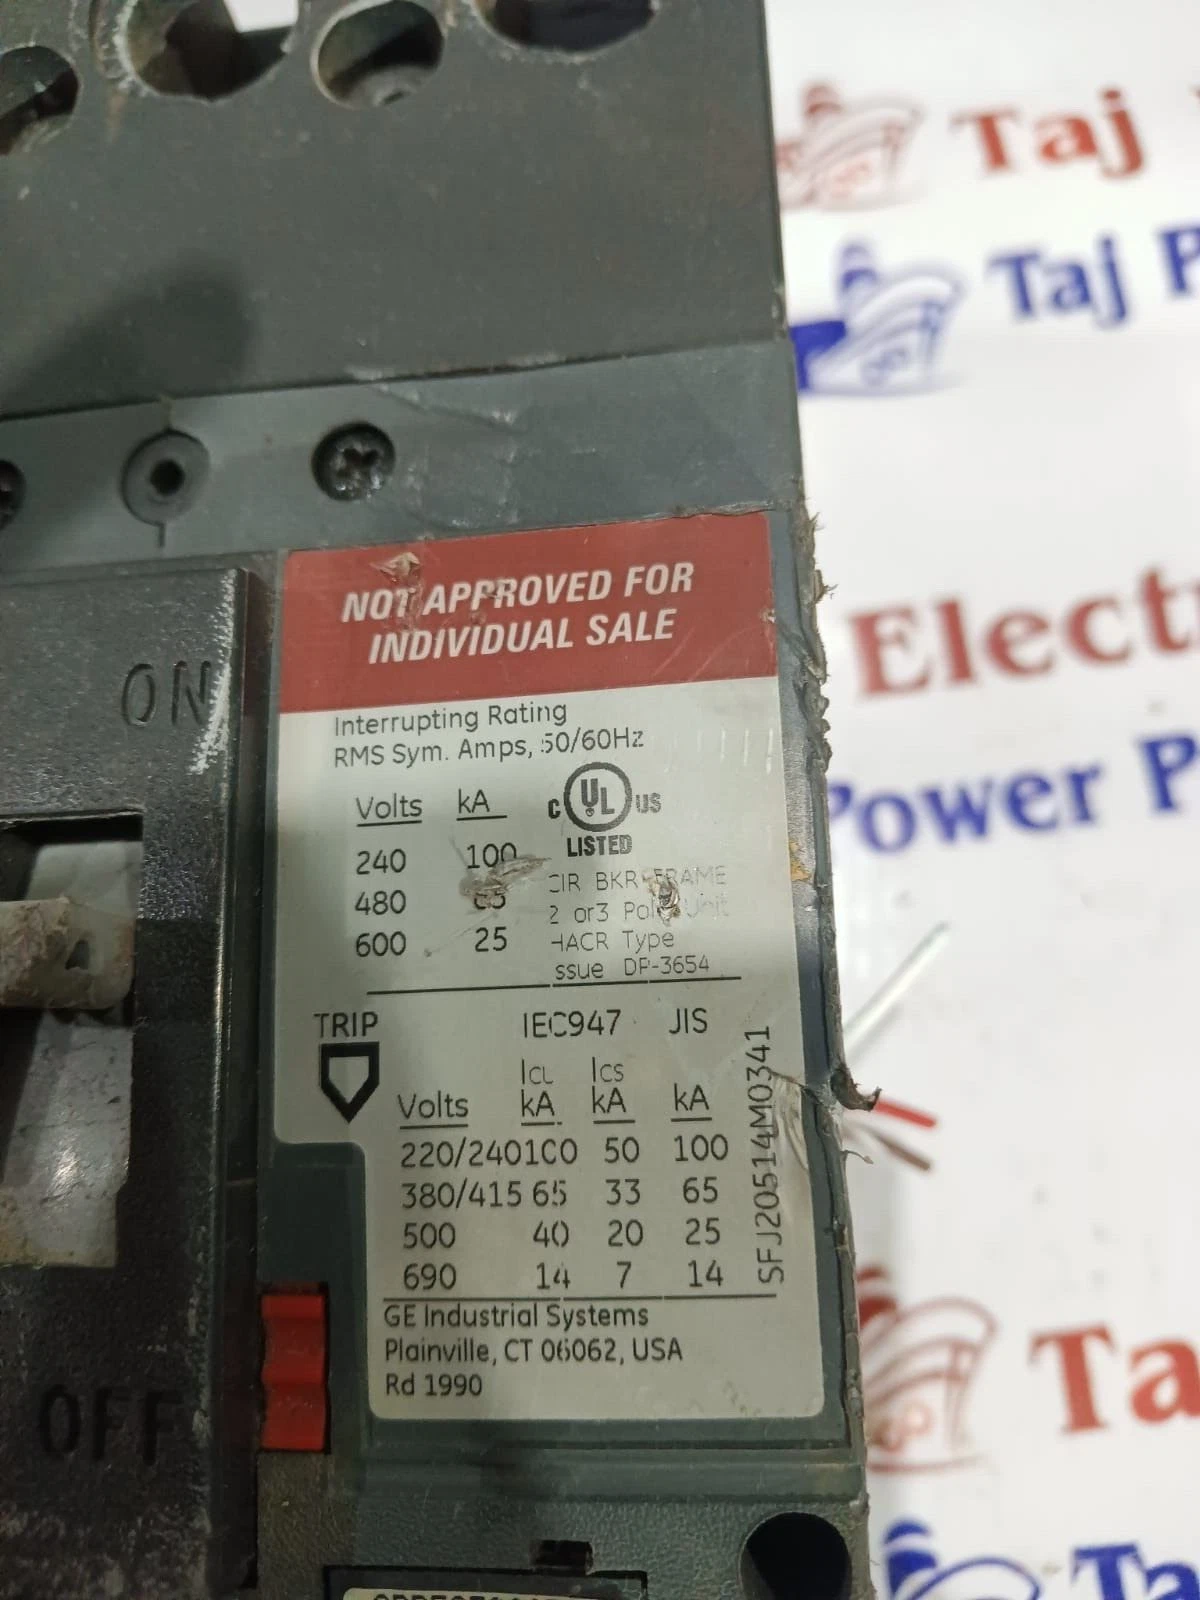 Taj
Taj P
ON
NOT APPROVED FOR
INDIVIDUAL SALE
Interrupting Rating
RMS Sym. Amps, 50/60Hz
Volts kA
240 100
480 65
600 25
C UL US
LISTED
CIR BKR FRAME
2 or3 Pole Unit
HACR Type
Issue DP-3654
Elect
Power P
TRIP
IEC947 JIS
Icu Ics
Volts kA kA kA
220/240 100 50 100
380/415 65 33 65
500 40 20 25
690 14 7 14
SFJ20514M0341
GE Industrial Systems
Plainville, CT 06062, USA
Rd 1990
OFF
Ta
Ta